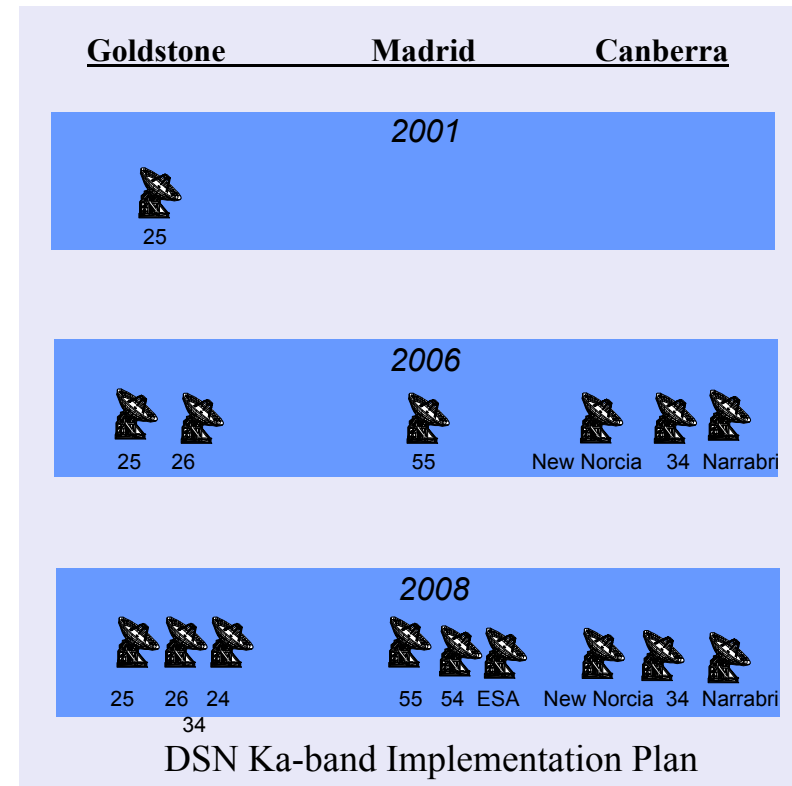 Goldstone Madrid Canberra
2001
25
2006
25 26 55 New Norcia 34 Narrabri
2008
25 26 24 55 54 ESA New Norcia 34 Narrabri
34
DSN Ka-band Implementation Plan